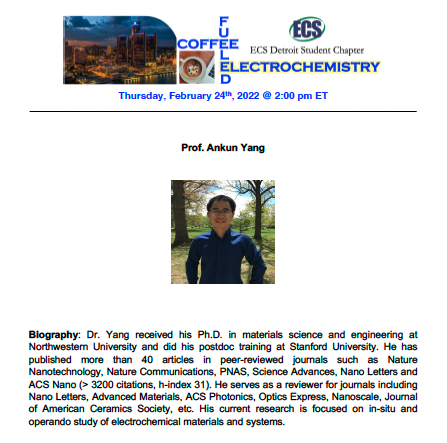 COFFEE
FUELED
ELECTROCHEMISTRY
ECS
ECS Detroit Student Chapter
Thursday, February 24th, 2022 @ 2:00 pm ET
Prof. Ankun Yang
Biography: Dr. Yang received his Ph.D. in materials science and engineering at
Northwestern University and did his postdoc training at Stanford University. He has
published more than 40 articles in peer-reviewed journals such as Nature
Nanotechnology, Nature Communications, PNAS, Science Advances, Nano Letters and
ACS Nano (> 3200 citations, h-index 31). He serves as a reviewer for journals including
Nano Letters, Advanced Materials, ACS Photonics, Optics Express, Nanoscale, Journal
of American Ceramics Society, etc. His current research is focused on in-situ and
operando study of electrochemical materials and systems.